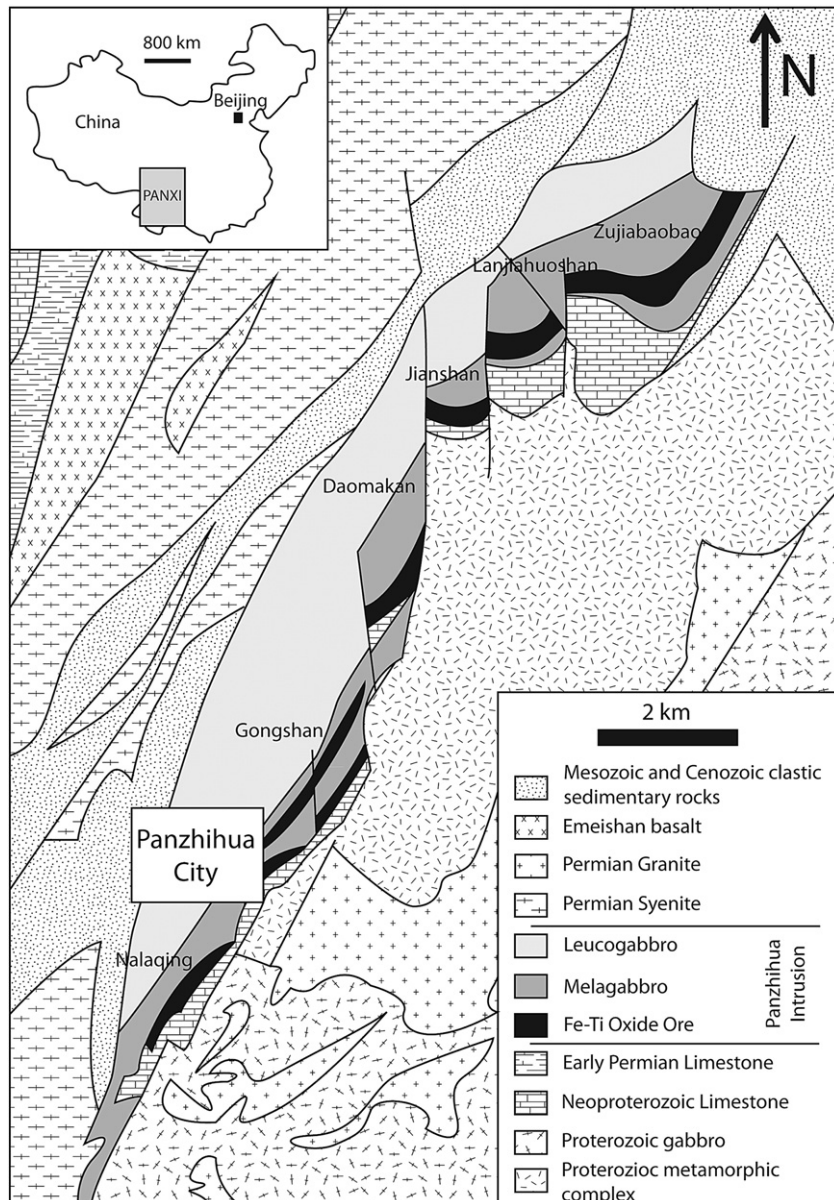 800 km
Beijing
China
PANXI
N
Zujiabaobao
Lanjiahuoshan
Jianshan
Daomakan
Gongshan
Panzhihua
City
Nalaqing
2 km
Mesozoic and Cenozoic clastic
sedimentary rocks
Emeishan basalt
Permian Granite
Permian Syenite
Leucogabbro
Melagabbro
Fe-Ti Oxide Ore
Panzhihua
Intrusion
Early Permian Limestone
Neoproterozoic Limestone
Proterozoic gabbro
Proterozioc metamorphic
complex